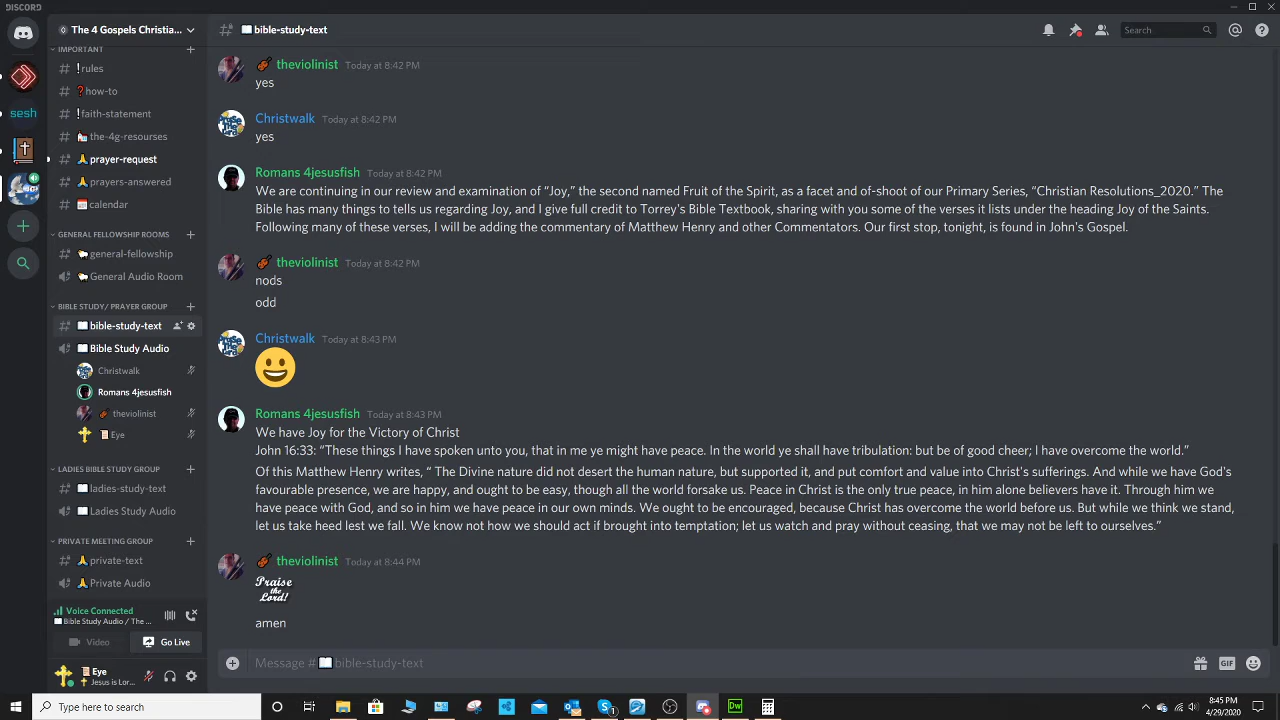 DISCORD
The 4 Gospels Christia...
IMPORTANT
rules
how-to
faith-statement
the-4g-resourses
prayer-request
prayers-answered
calendar
GENERAL FELLOWSHIP ROOMS
general-fellowship
General Audio Room
BIBLE STUDY/ PRAYER GROUP
bible-study-text
Bible Study Audio
Christwalk
Romans 4jesusfish
theviolinist
Eye
LADIES BIBLE STUDY GROUP
ladies-study-text
Ladies Study Audio
PRIVATE MEETING GROUP
private-text
Private Audio
Voice Connected
Bible Study Audio / The ...
Video
Go Live
Eye
Jesus is Lor...
sesh
bible-study-text
Search
theviolinist Today at 8:42 PM
yes
Christwalk Today at 8:42 PM
yes
Romans 4jesusfish Today at 8:42 PM
We are continuing in our review and examination of “Joy,” the second named Fruit of the Spirit, as a facet and of-shoot of our Primary Series, “Christian Resolutions_2020.” The
Bible has many things to tells us regarding Joy, and I give full credit to Torrey's Bible Textbook, sharing with you some of the verses it lists under the heading Joy of the Saints.
Following many of these verses, I will be adding the commentary of Matthew Henry and other Commentators. Our first stop, tonight, is found in John's Gospel.
theviolinist Today at 8:42 PM
nods
odd
Christwalk Today at 8:43 PM
Romans 4jesusfish Today at 8:43 PM
We have Joy for the Victory of Christ
John 16:33: “These things I have spoken unto you, that in me ye might have peace. In the world ye shall have tribulation: but be of good cheer; I have overcome the world.”
Of this Matthew Henry writes, “ The Divine nature did not desert the human nature, but supported it, and put comfort and value into Christ's sufferings. And while we have God's
favourable presence, we are happy, and ought to be easy, though all the world forsake us. Peace in Christ is the only true peace, in him alone believers have it. Through him we
have peace with God, and so in him we have peace in our own minds. We ought to be encouraged, because Christ has overcome the world before us. But while we think we stand,
let us take heed lest we fall. We know not how we should act if brought into temptation; let us watch and pray without ceasing, that we may not be left to ourselves.”
theviolinist Today at 8:44 PM
Praise
the
Lord!
amen
Message # bible-study-text
GIF
Type here to search
Dw
8:45 PM
4/29/2020